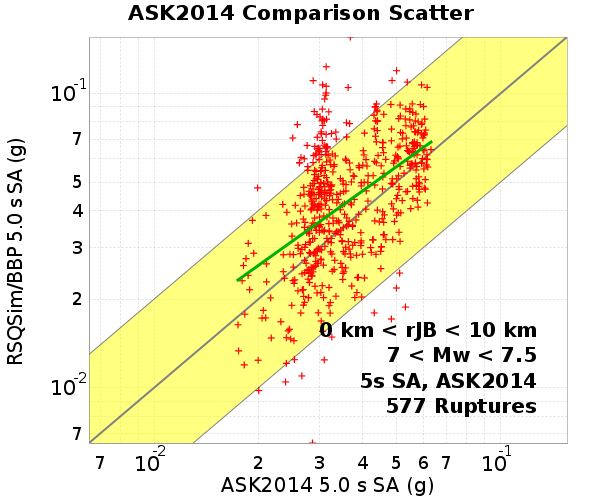 ASK2014 Comparison Scatter
RSQSim/BBP 5.0 s SA (g)
10-1
7
5
4
3
2
10-2
7
0 km < rJB < 10 km
7 < Mw < 7.5
5s SA, ASK2014
577 Ruptures
7 10-2 2 3 4 5 6 7 10-1
ASK2014 5.0 s SA (g)